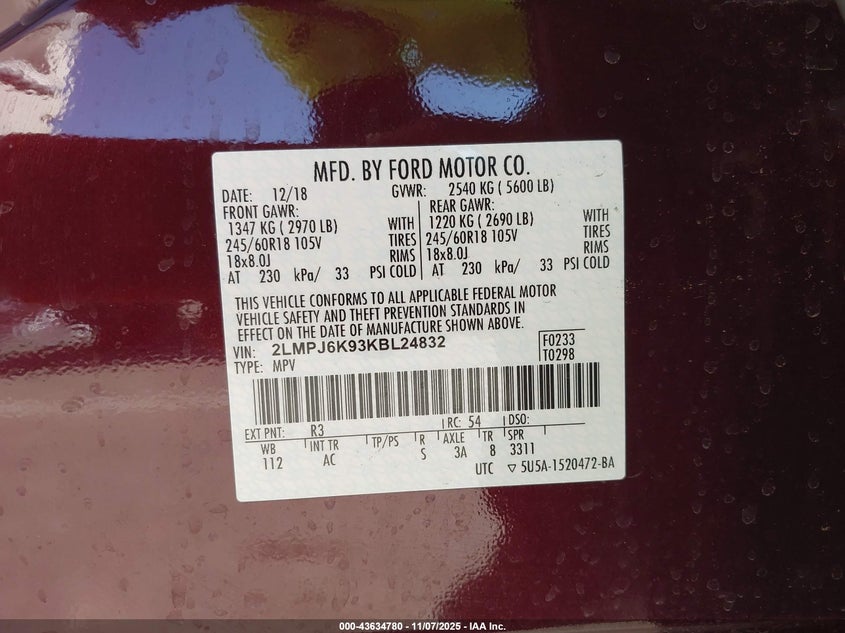 MFD. BY FORD MOTOR CO.
DATE: 12/18 GVWR: 2540 KG ( 5600 LB)
FRONT GAWR: REAR GAWR:
1347 KG ( 2970 LB) WITH 1220 KG ( 2690 LB) WITH
245/60R18 105V TIRES 245/60R18 105V TIRES
18x8.0J RIMS 18x8.0J RIMS
AT 230 kPa/ 33 PSI COLD AT 230 kPa/ 33 PSI COLD
THIS VEHICLE CONFORMS TO ALL APPLICABLE FEDERAL MOTOR
VEHICLE SAFETY AND THEFT PREVENTION STANDARDS IN
EFFECT ON THE DATE OF MANUFACTURE SHOWN ABOVE.
VIN: 2LMPJ6K93KBL24832 F0233
TYPE: MPV T0298
EXT PNT: R3 RC: 54 DSO:
WB INT TR TP/PS R AXLE TR SPR
112 AC S 3A 8 3311
UTC ▽ 5U5A-1520472-BA
000-43634780 - 11/07/2025 - IAA Inc.